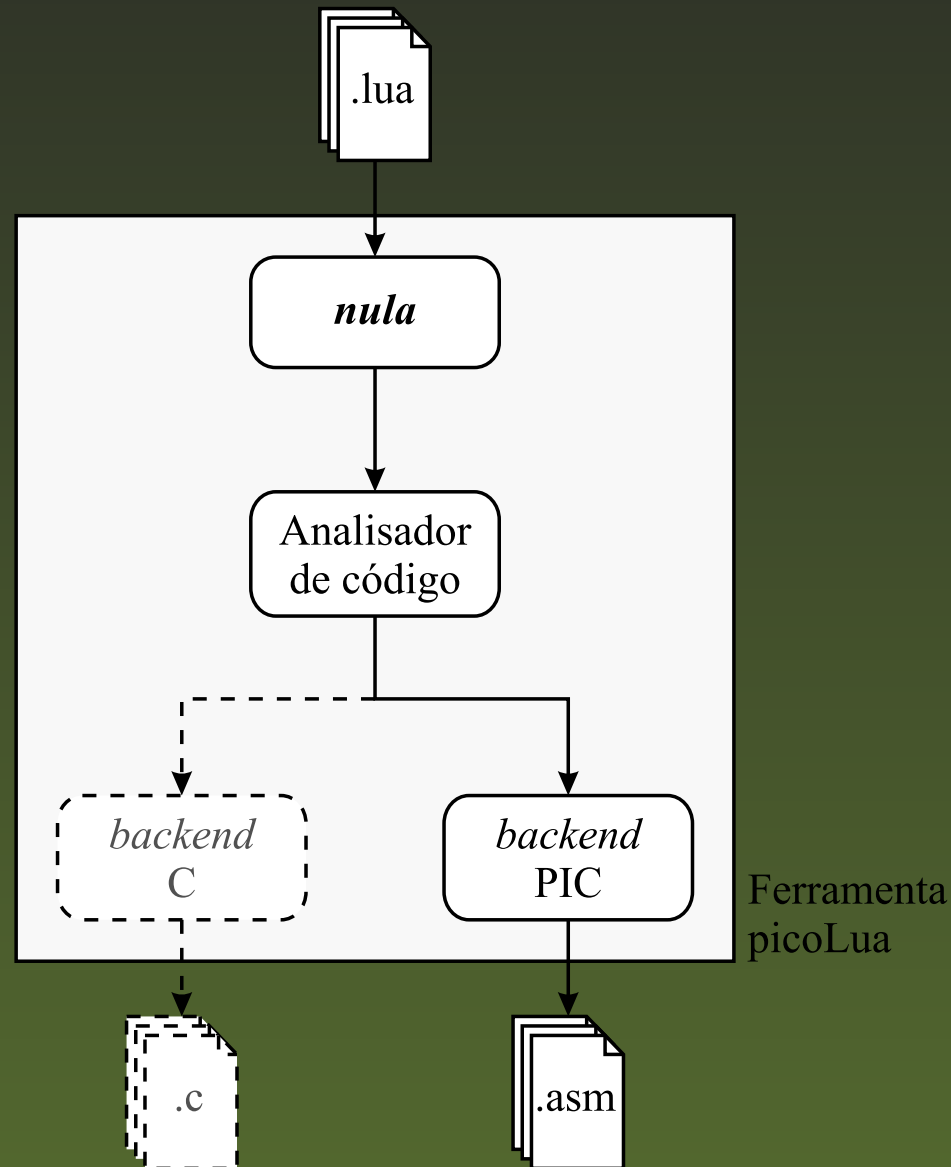 .lua
nula
Analisador
de código
backend
C
backend
PIC
Ferramenta
picoLua
.c
.asm